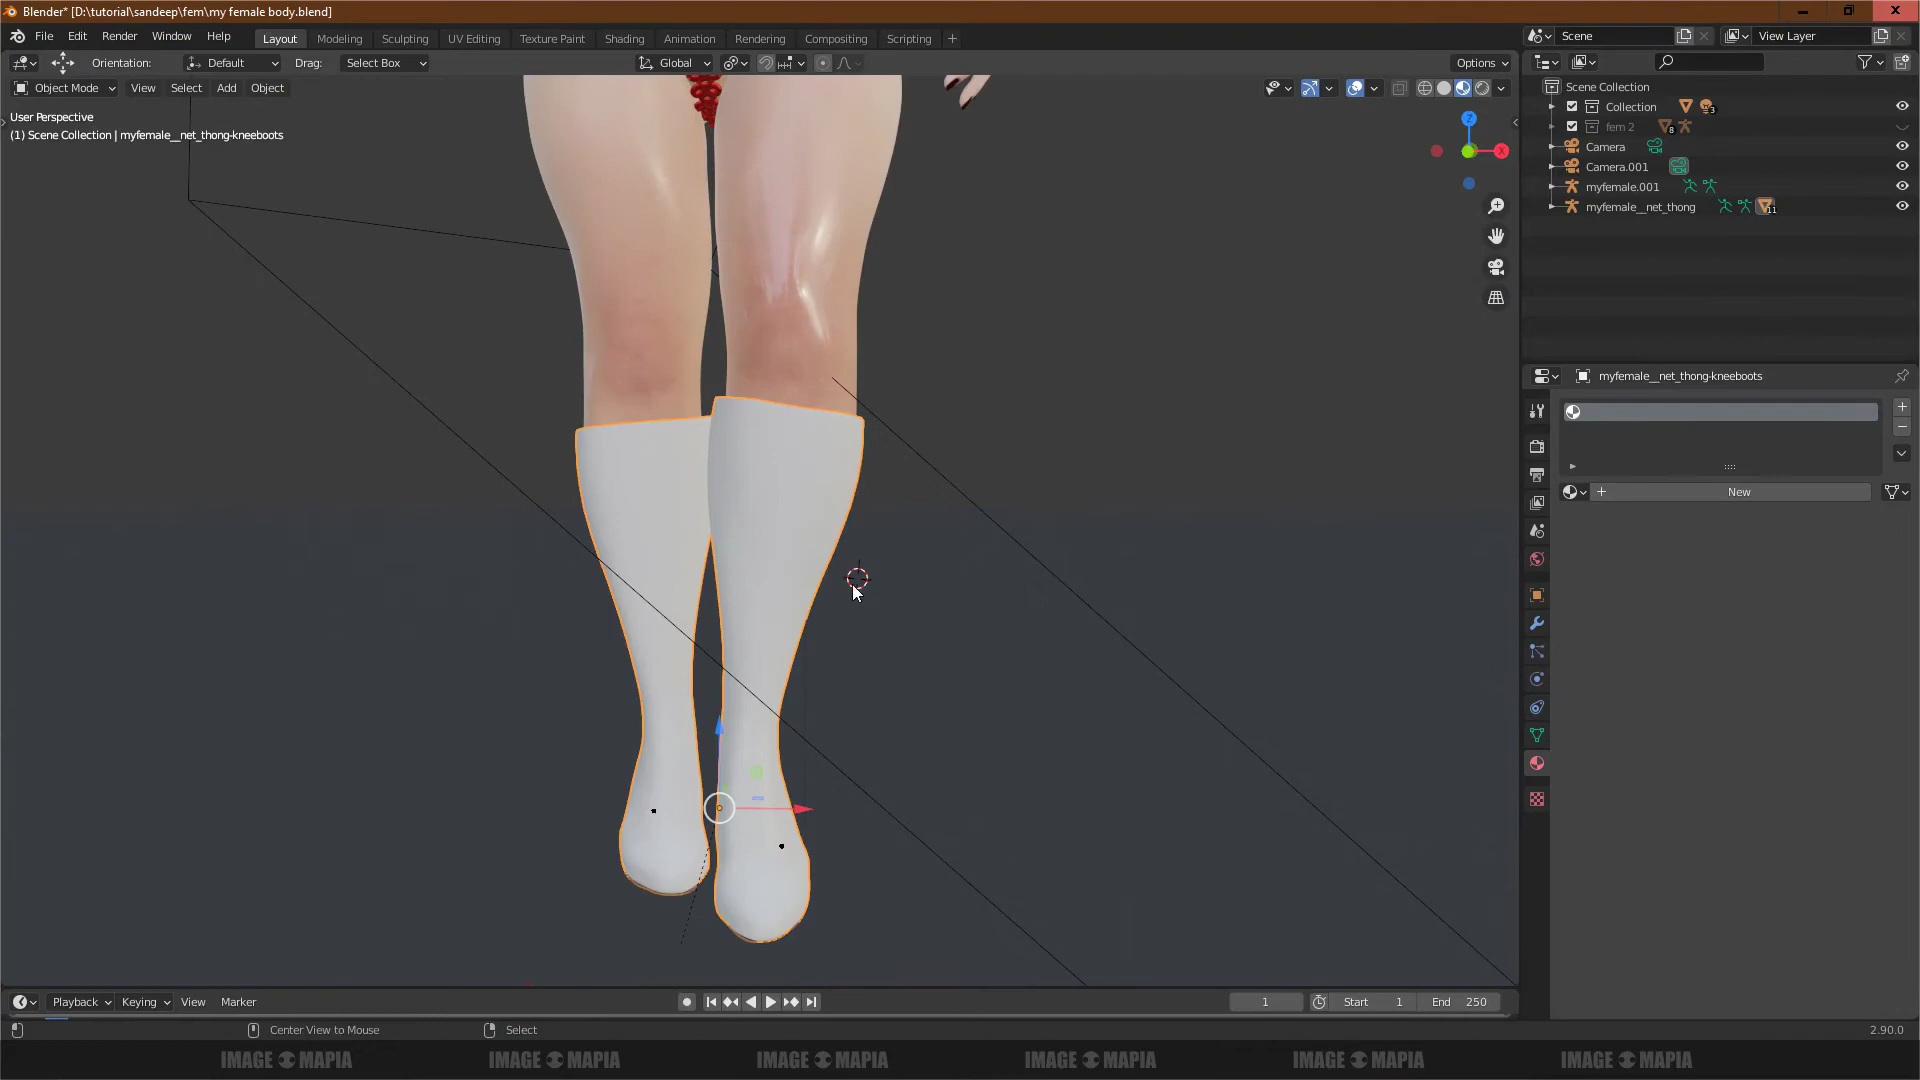 Blender* [D:\tutorial\sandeep\fem\my female body.blend]
File Edit Render Window Help Layout Modeling Sculpting UV Editing Texture Paint Shading Animation Rendering Compositing Scripting Scene View Layer
Orientation: Default Drag: Select Box Global Options
Object Mode View Select Add Object
User Perspective
(1) Scene Collection | myfemale__net_thong-kneeboots
Z
X
Scene Collection
Collection 3
fem 2 8
Camera
Camera.001
myfemale.001
myfemale__net_thong 11
myfemale__net_thong-kneeboots
New
Playback Keying View Marker 1 Start 1 End 250
Center View to Mouse Select 2.90.0
IMAGE MAPIA IMAGE MAPIA IMAGE MAPIA IMAGE MAPIA IMAGE MAPIA IMAGE MAPIA